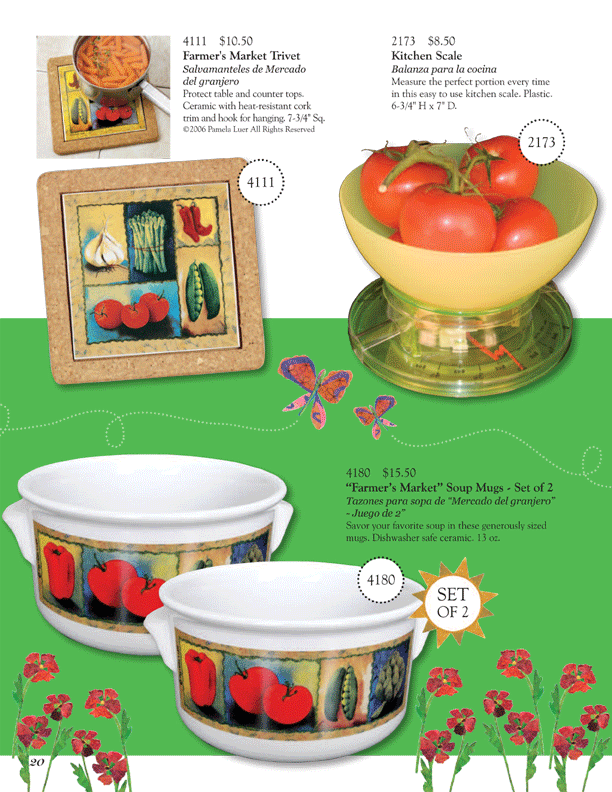 4111 $10.50
Farmer's Market Trivet
Salvamanteles de Mercado
del granjero
Protect table and counter tops.
Ceramic with heat-resistant cork
trim and hook for hanging. 7-3/4" Sq.
©2006 Pamela Luer All Rights Reserved
2173 $8.50
Kitchen Scale
Balanza para la cocina
Measure the perfect portion every time
in this easy to use kitchen scale. Plastic.
6-3/4" H x 7" D.
2173
4111
4180 $15.50
“Farmer’s Market” Soup Mugs - Set of 2
Tazones para sopa de “Mercado del granjero”
- Juego de 2”
Savor your favorite soup in these generously sized
mugs. Dishwasher safe ceramic. 13 oz.
4180
SET
OF 2
20